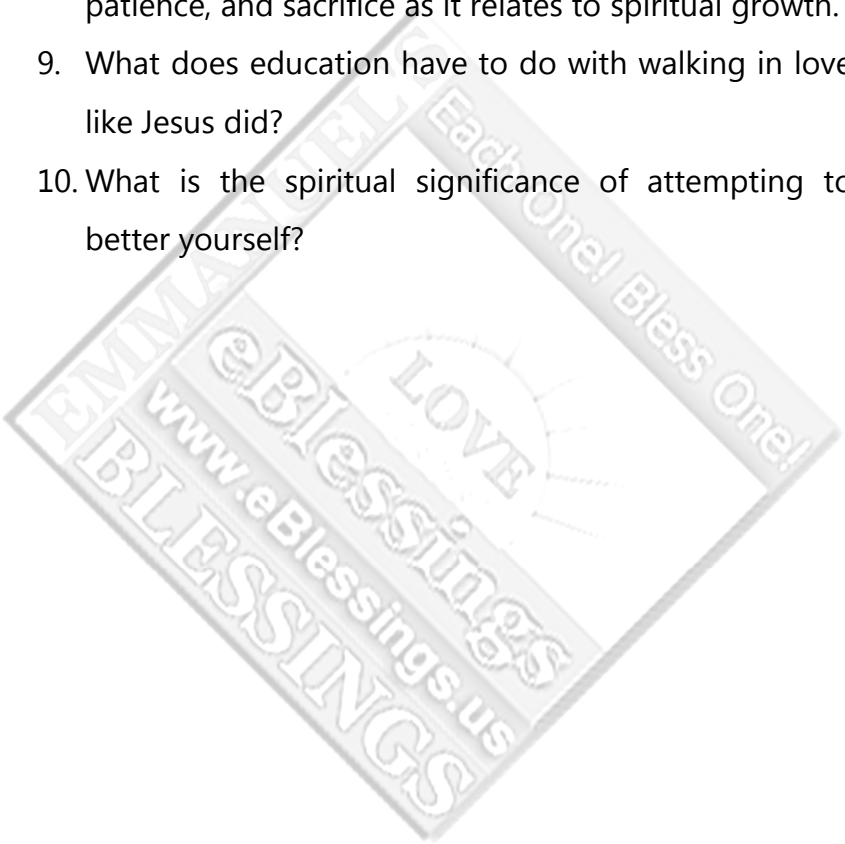 patience, and sacrifice as it relates to spiritual growth.
9. What does education have to do with walking in love
like Jesus did?
10. What is the spiritual significance of attempting to
better yourself?
EMMANUEL'S
Each One! Bless One!
LOVE
eBlessings
www.eBlessings.us
BLESSINGS